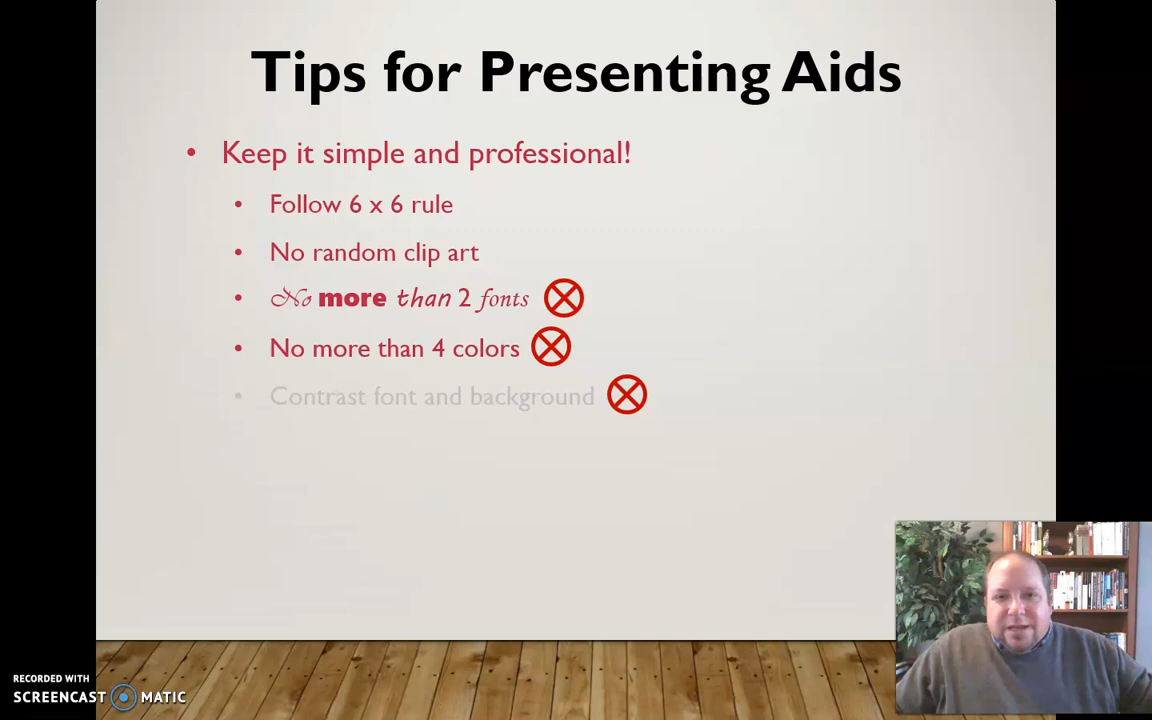 Tips for Presenting Aids
• Keep it simple and professional!
• Follow 6 x 6 rule
• No random clip art
• No more than 2 fonts
• No more than 4 colors
• Contrast font and background
RECORDED WITH
SCREENCAST MATIC